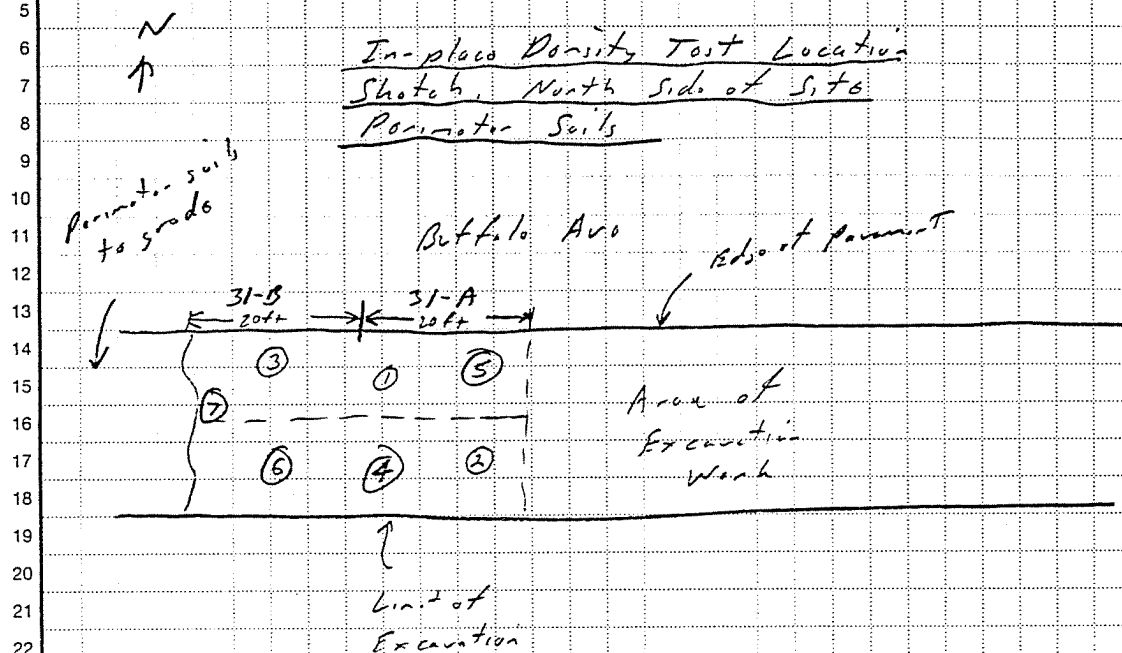 5
6
7
8
9
10
11
12
13
14
15
16
17
18
19
20
21
22
N
In-place Density Test Location
Sketch, North Side of Site
Perimeter Soils
Perimeter soils
to grade
Buffalo Ave
Edge of Pavement
31-B
20ft
31-A
20ft
3
1
5
7
6
4
2
Area of
Excavation
Work
Limit of
Excavation